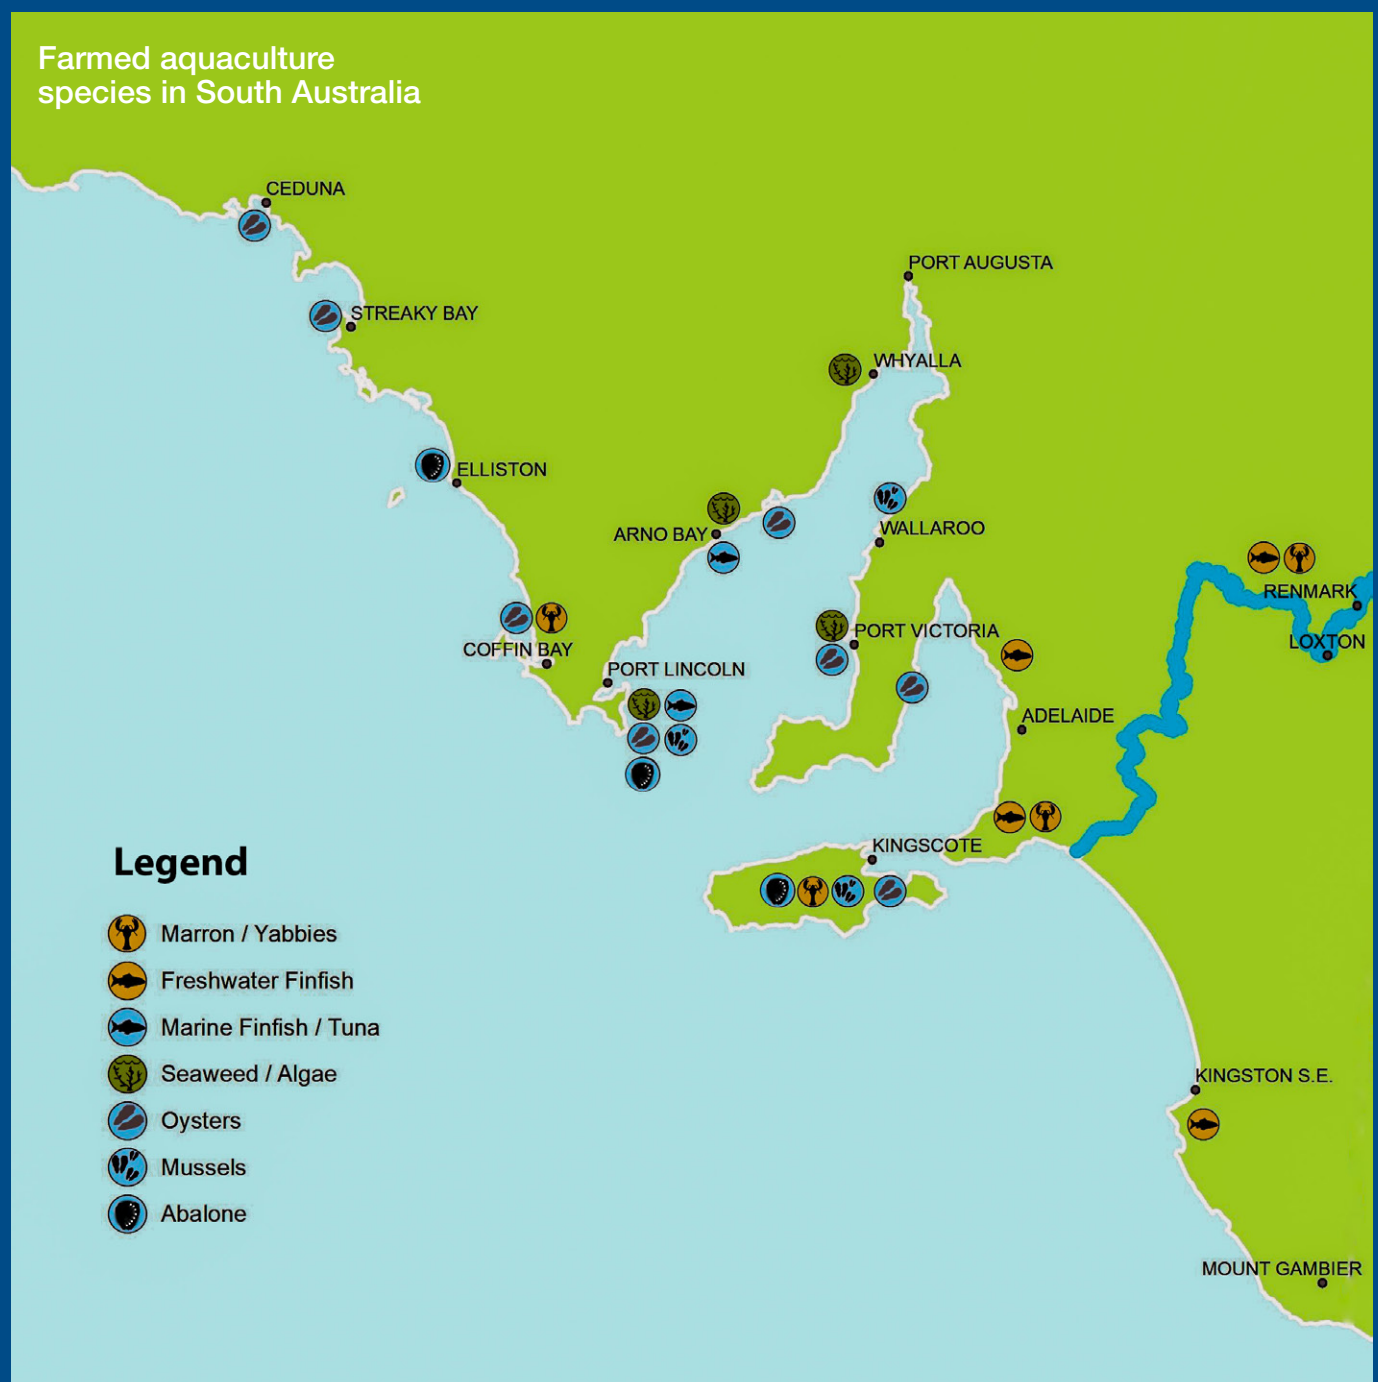 Farmed aquaculture
species in South Australia
CEDUNA
PORT AUGUSTA
STREAKY BAY
WHYALLA
ELLISTON
ARNO BAY
WALLAROO
RENMARK
COFFIN BAY
PORT VICTORIA
LOXTON
PORT LINCOLN
ADELAIDE
KINGSCOTE
Legend
Marron / Yabbies
Freshwater Finfish
Marine Finfish / Tuna
Seaweed / Algae
KINGSTON S.E.
Oysters
Mussels
Abalone
MOUNT GAMBIER